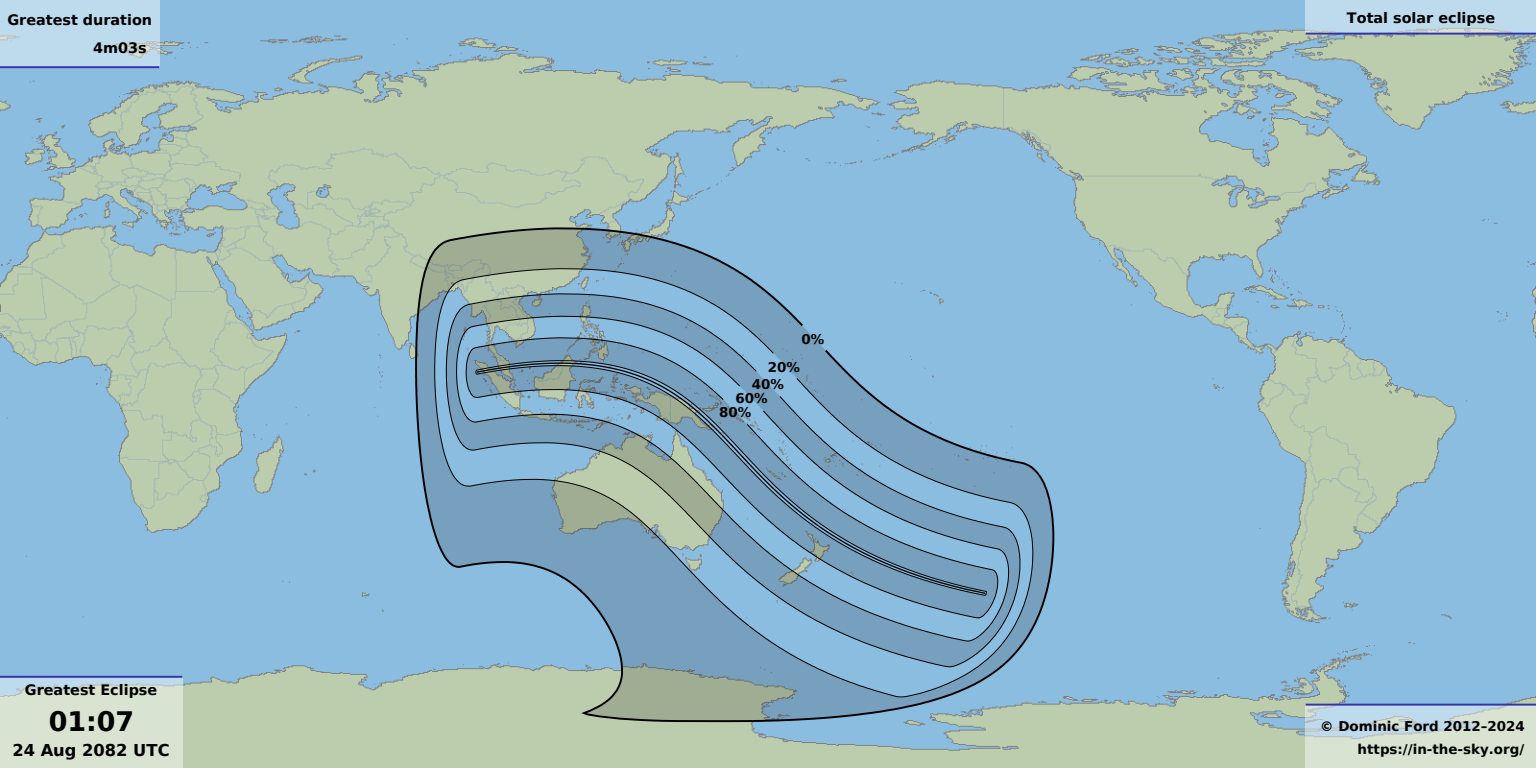 Greatest duration
4m03s
Total solar eclipse
0%
20%
40%
60%
80%
Greatest Eclipse
01:07
24 Aug 2082 UTC
© Dominic Ford 2012–2024
https://in-the-sky.org/